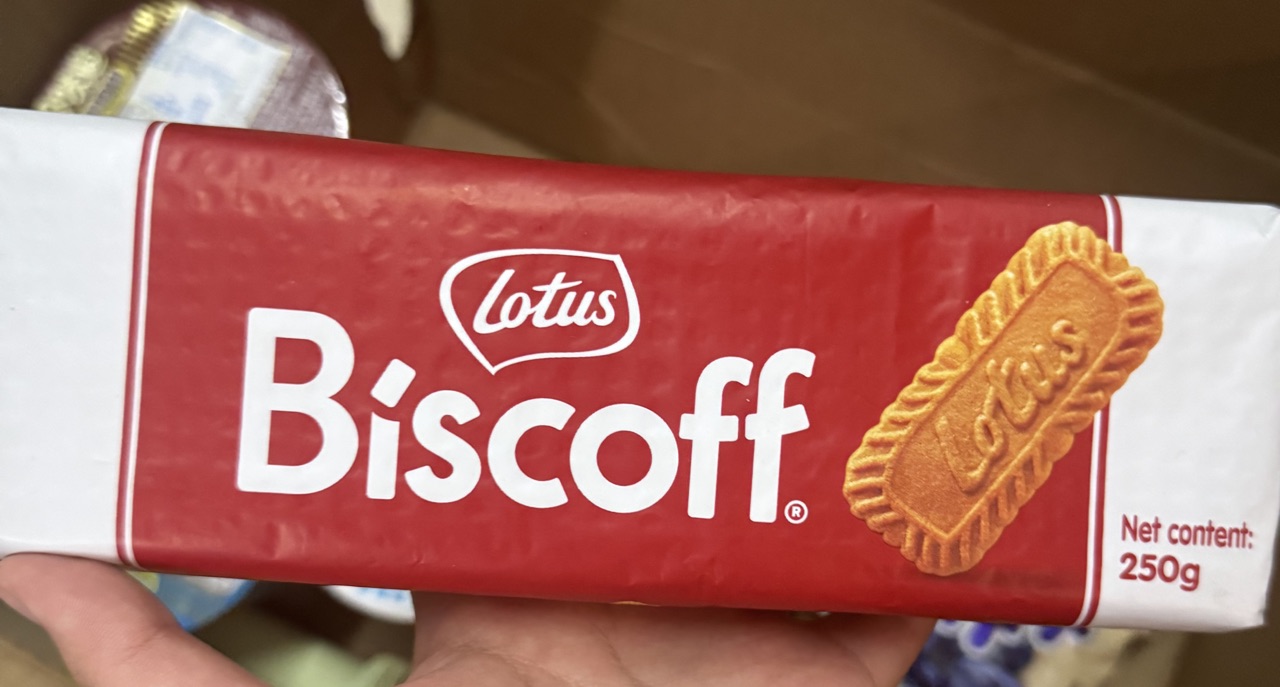 Lotus
Biscoff®
Lotus
Net content:
250g